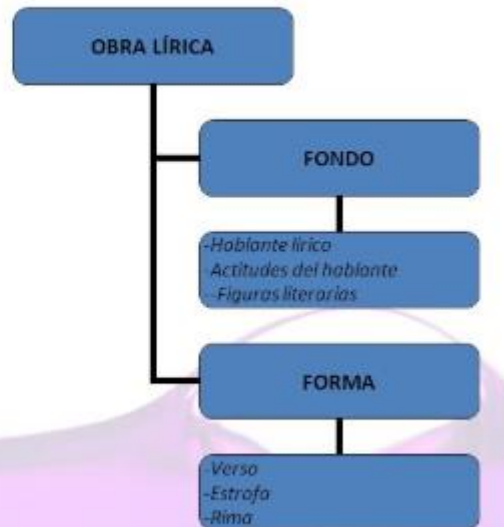 OBRA LÍRICA
FONDO
-Hablante lírico
-Actitudes del hablante
-Figuras literarias
FORMA
-Verso
-Estrofa
-Rima